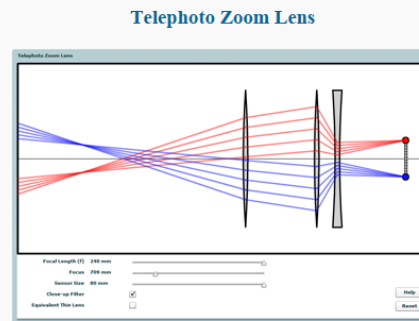 Telephoto Zoom Lens
Telephoto Zoom Lens
Focal Length (f) 240 mm
Focus 709 mm
Sensor Size 80 mm
Close-up Filter
Equivalent Thin Lens
Help
Reset